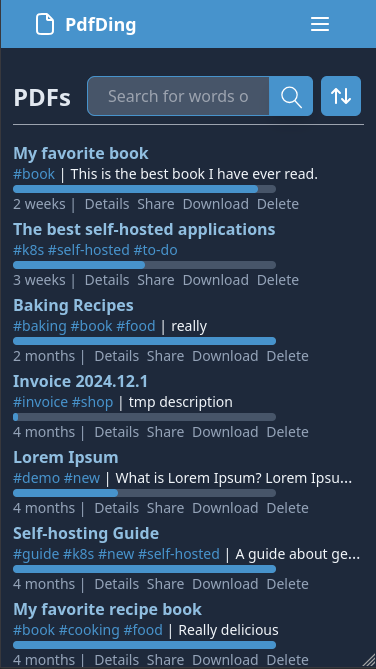 PdfDing
PDFs
Search for words o
My favorite book
#book | This is the best book I have ever read.
2 weeks | Details Share Download Delete
The best self-hosted applications
#k8s #self-hosted #to-do
3 weeks | Details Share Download Delete
Baking Recipes
#baking #book #food | really
2 months | Details Share Download Delete
Invoice 2024.12.1
#invoice #shop | tmp description
4 months | Details Share Download Delete
Lorem Ipsum
#demo #new | What is Lorem Ipsum? Lorem Ipsu...
4 months | Details Share Download Delete
Self-hosting Guide
#guide #k8s #new #self-hosted | A guide about ge...
4 months | Details Share Download Delete
My favorite recipe book
#book #cooking #food | Really delicious
4 months | Details Share Download Delete